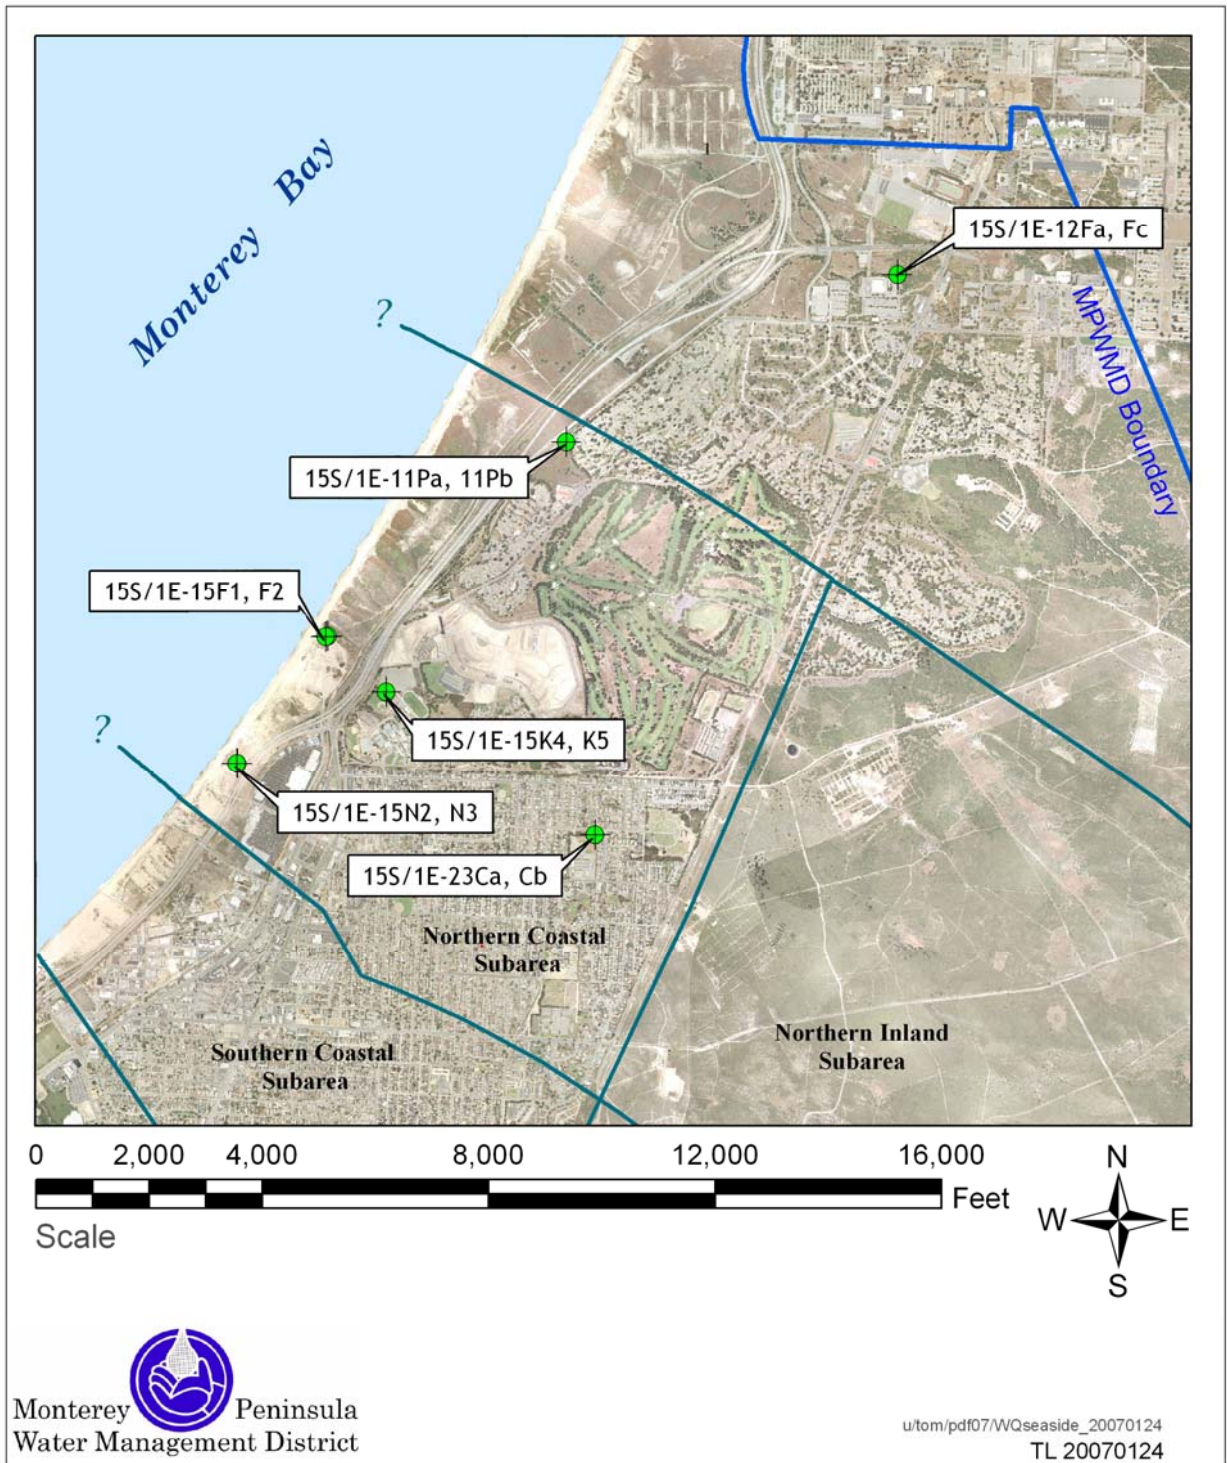 Monterey Bay
15S/1E-12Fa, Fc
?
MPWMD Boundary
15S/1E-11Pa, 11Pb
15S/1E-15F1, F2
?
15S/1E-15K4, K5
15S/1E-15N2, N3
15S/1E-23Ca, Cb
Northern Coastal
Subarea
Northern Inland
Subarea
Southern Coastal
Subarea
0 2,000 4,000 8,000 12,000 16,000
Feet
Scale
N
W E
S
Monterey Peninsula
Water Management District
u/tom/pdf07/WQseaside_20070124
TL 20070124